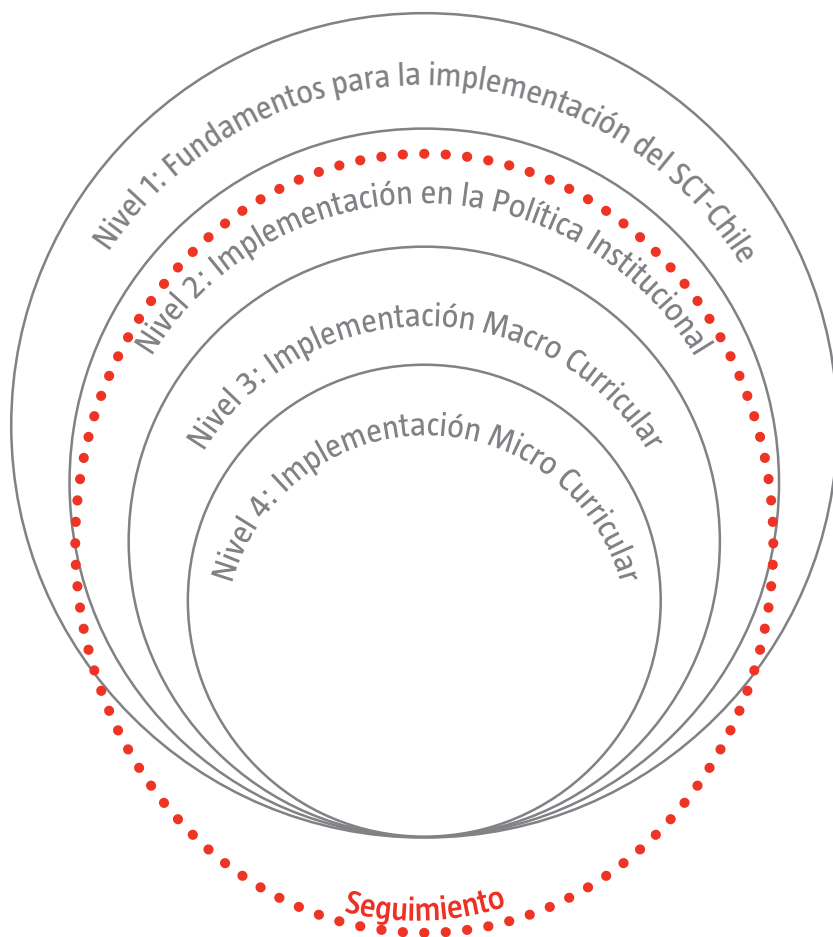 Nivel 1: Fundamentos para la implementación del SCT-Chile
Nivel 2: Implementación en la Política Institucional
Nivel 3: Implementación Macro Curricular
Nivel 4: Implementación Micro Curricular
Seguimiento